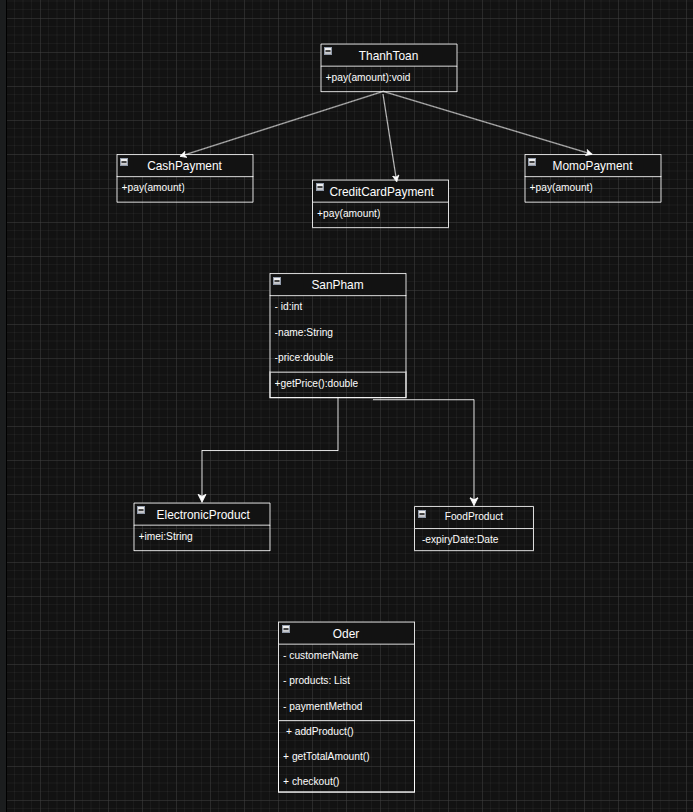 ThanhToan
+pay(amount):void
CashPayment
+pay(amount)
CreditCardPayment
+pay(amount)
MomoPayment
+pay(amount)
SanPham
- id:int
-name:String
-price:double
+getPrice():double
ElectronicProduct
+imei:String
FoodProduct
-expiryDate:Date
Oder
- customerName
- products: List
- paymentMethod
+ addProduct()
+ getTotalAmount()
+ checkout()